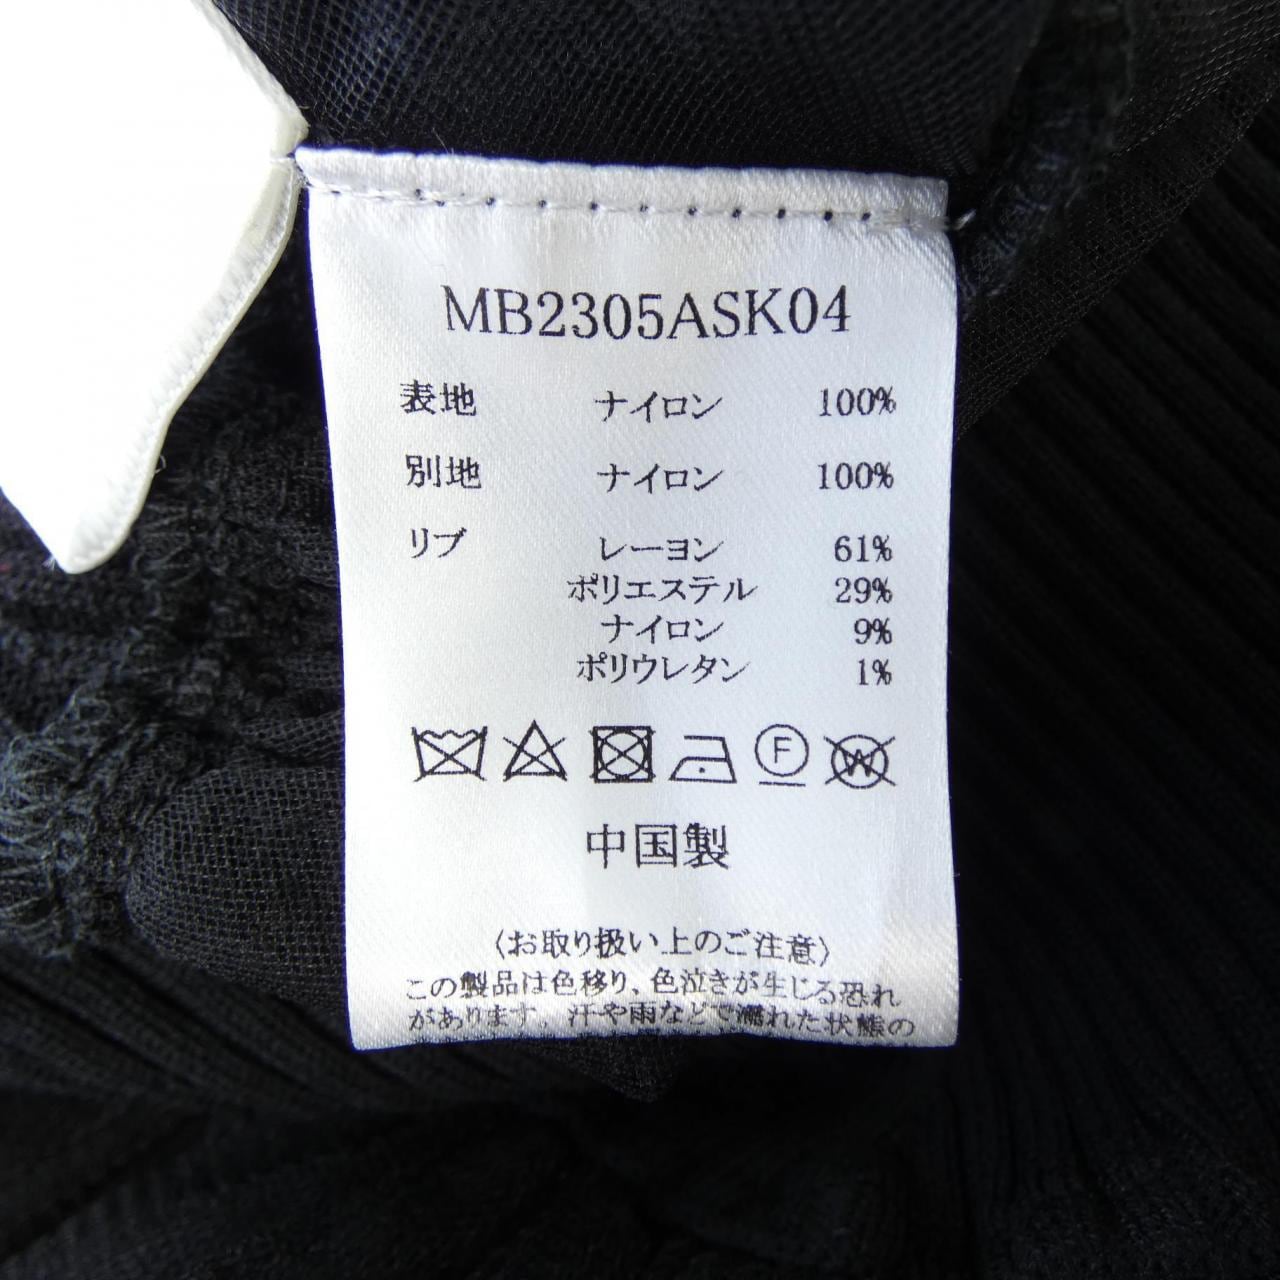 MB2305ASK04
表地 ナイロン 100%
別地 ナイロン 100%
リブ レーヨン 61%
ポリエステル 29%
ナイロン 9%
ポリウレタン 1%
F W
中国製
〈お取り扱い上のご注意〉
この製品は色移り、色泣きが生じる恐れ
があります。汗や雨などで濡れた状態の